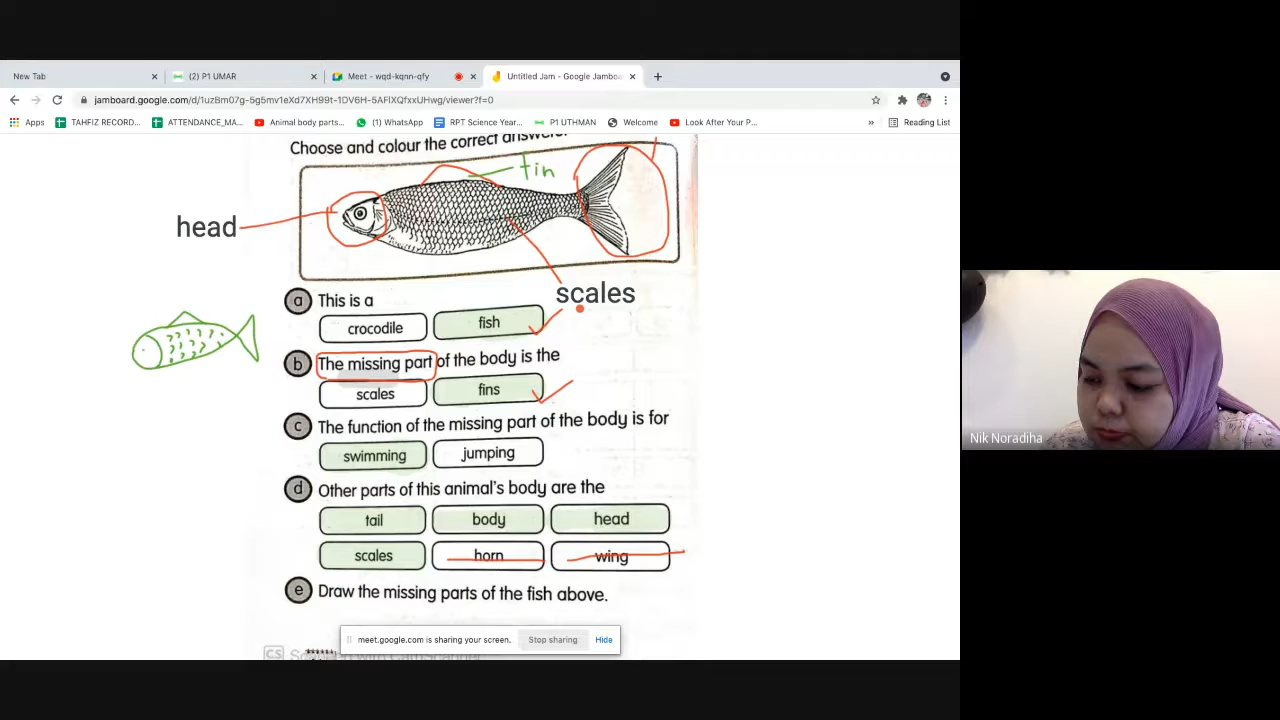 New Tab
(2) P1 UMAR
Meet - wqd-kqnn-qfy
Untitled Jam - Google Jamboa
jamboard.google.com/d/1uzBm07g-5g5mv1eXd7XH99t-1DV6H-5AFIXQfxxUHwg/viewer?f=0
Apps
TAHFIZ RECORD...
ATTENDANCE_MA...
Animal body parts...
(1) WhatsApp
RPT Science Year...
P1 UTHMAN
Welcome
Look After Your P...
»
Reading List
Choose and colour the correct answers.
fin
head
scales
a This is a
crocodile fish
b The missing part of the body is the
scales fins
c The function of the missing part of the body is for
swimming jumping
d Other parts of this animal's body are the
tail body head
scales horn wing
e Draw the missing parts of the fish above.
meet.google.com is sharing your screen. Stop sharing Hide
CS
Nik Noradiha